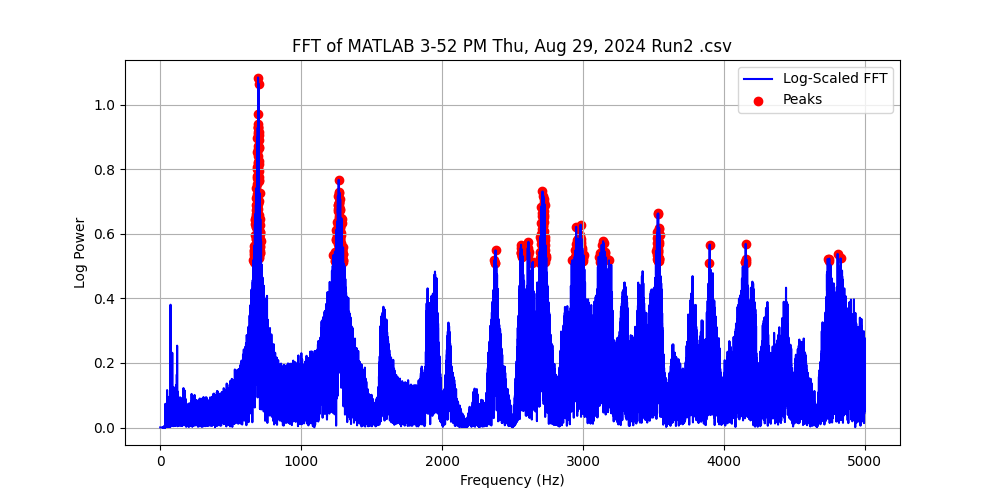 FFT of MATLAB 3-52 PM Thu, Aug 29, 2024 Run2 .csv
Log-Scaled FFT
Peaks
1.0
0.8
0.6
0.4
0.2
0.0
Log Power
0 1000 2000 3000 4000 5000
Frequency (Hz)